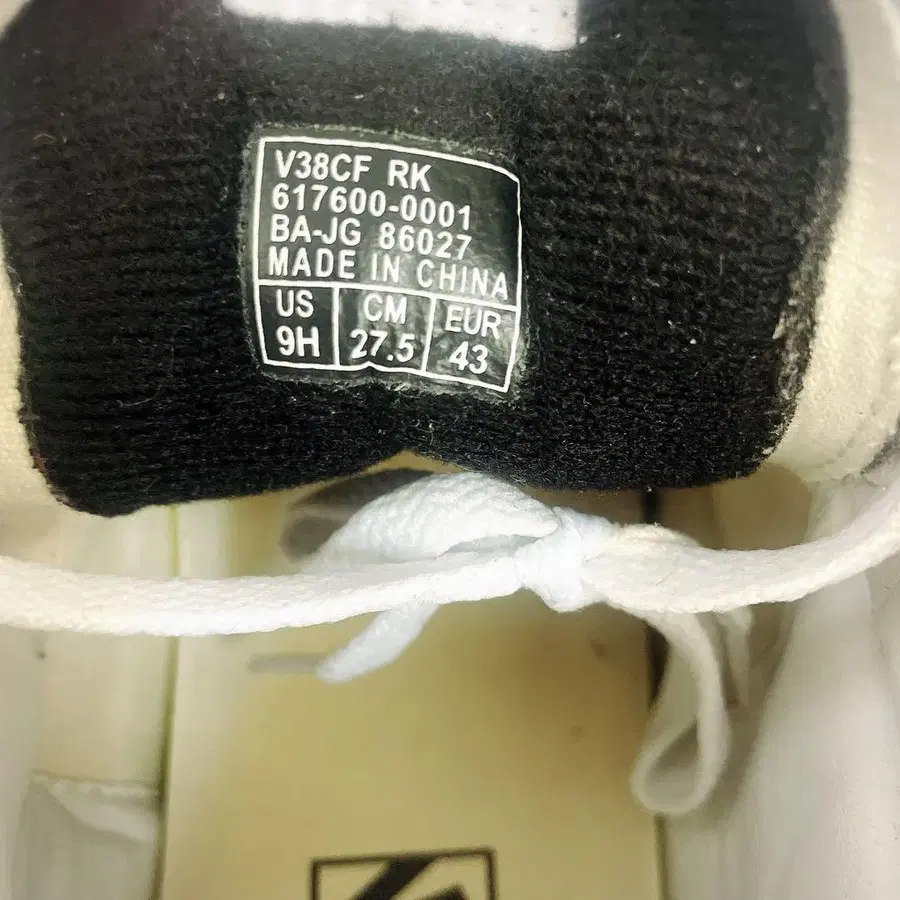 V38CF RK
617600-0001
BA-JG 86027
MADE IN CHINA
US CM EUR
9H 27.5 43